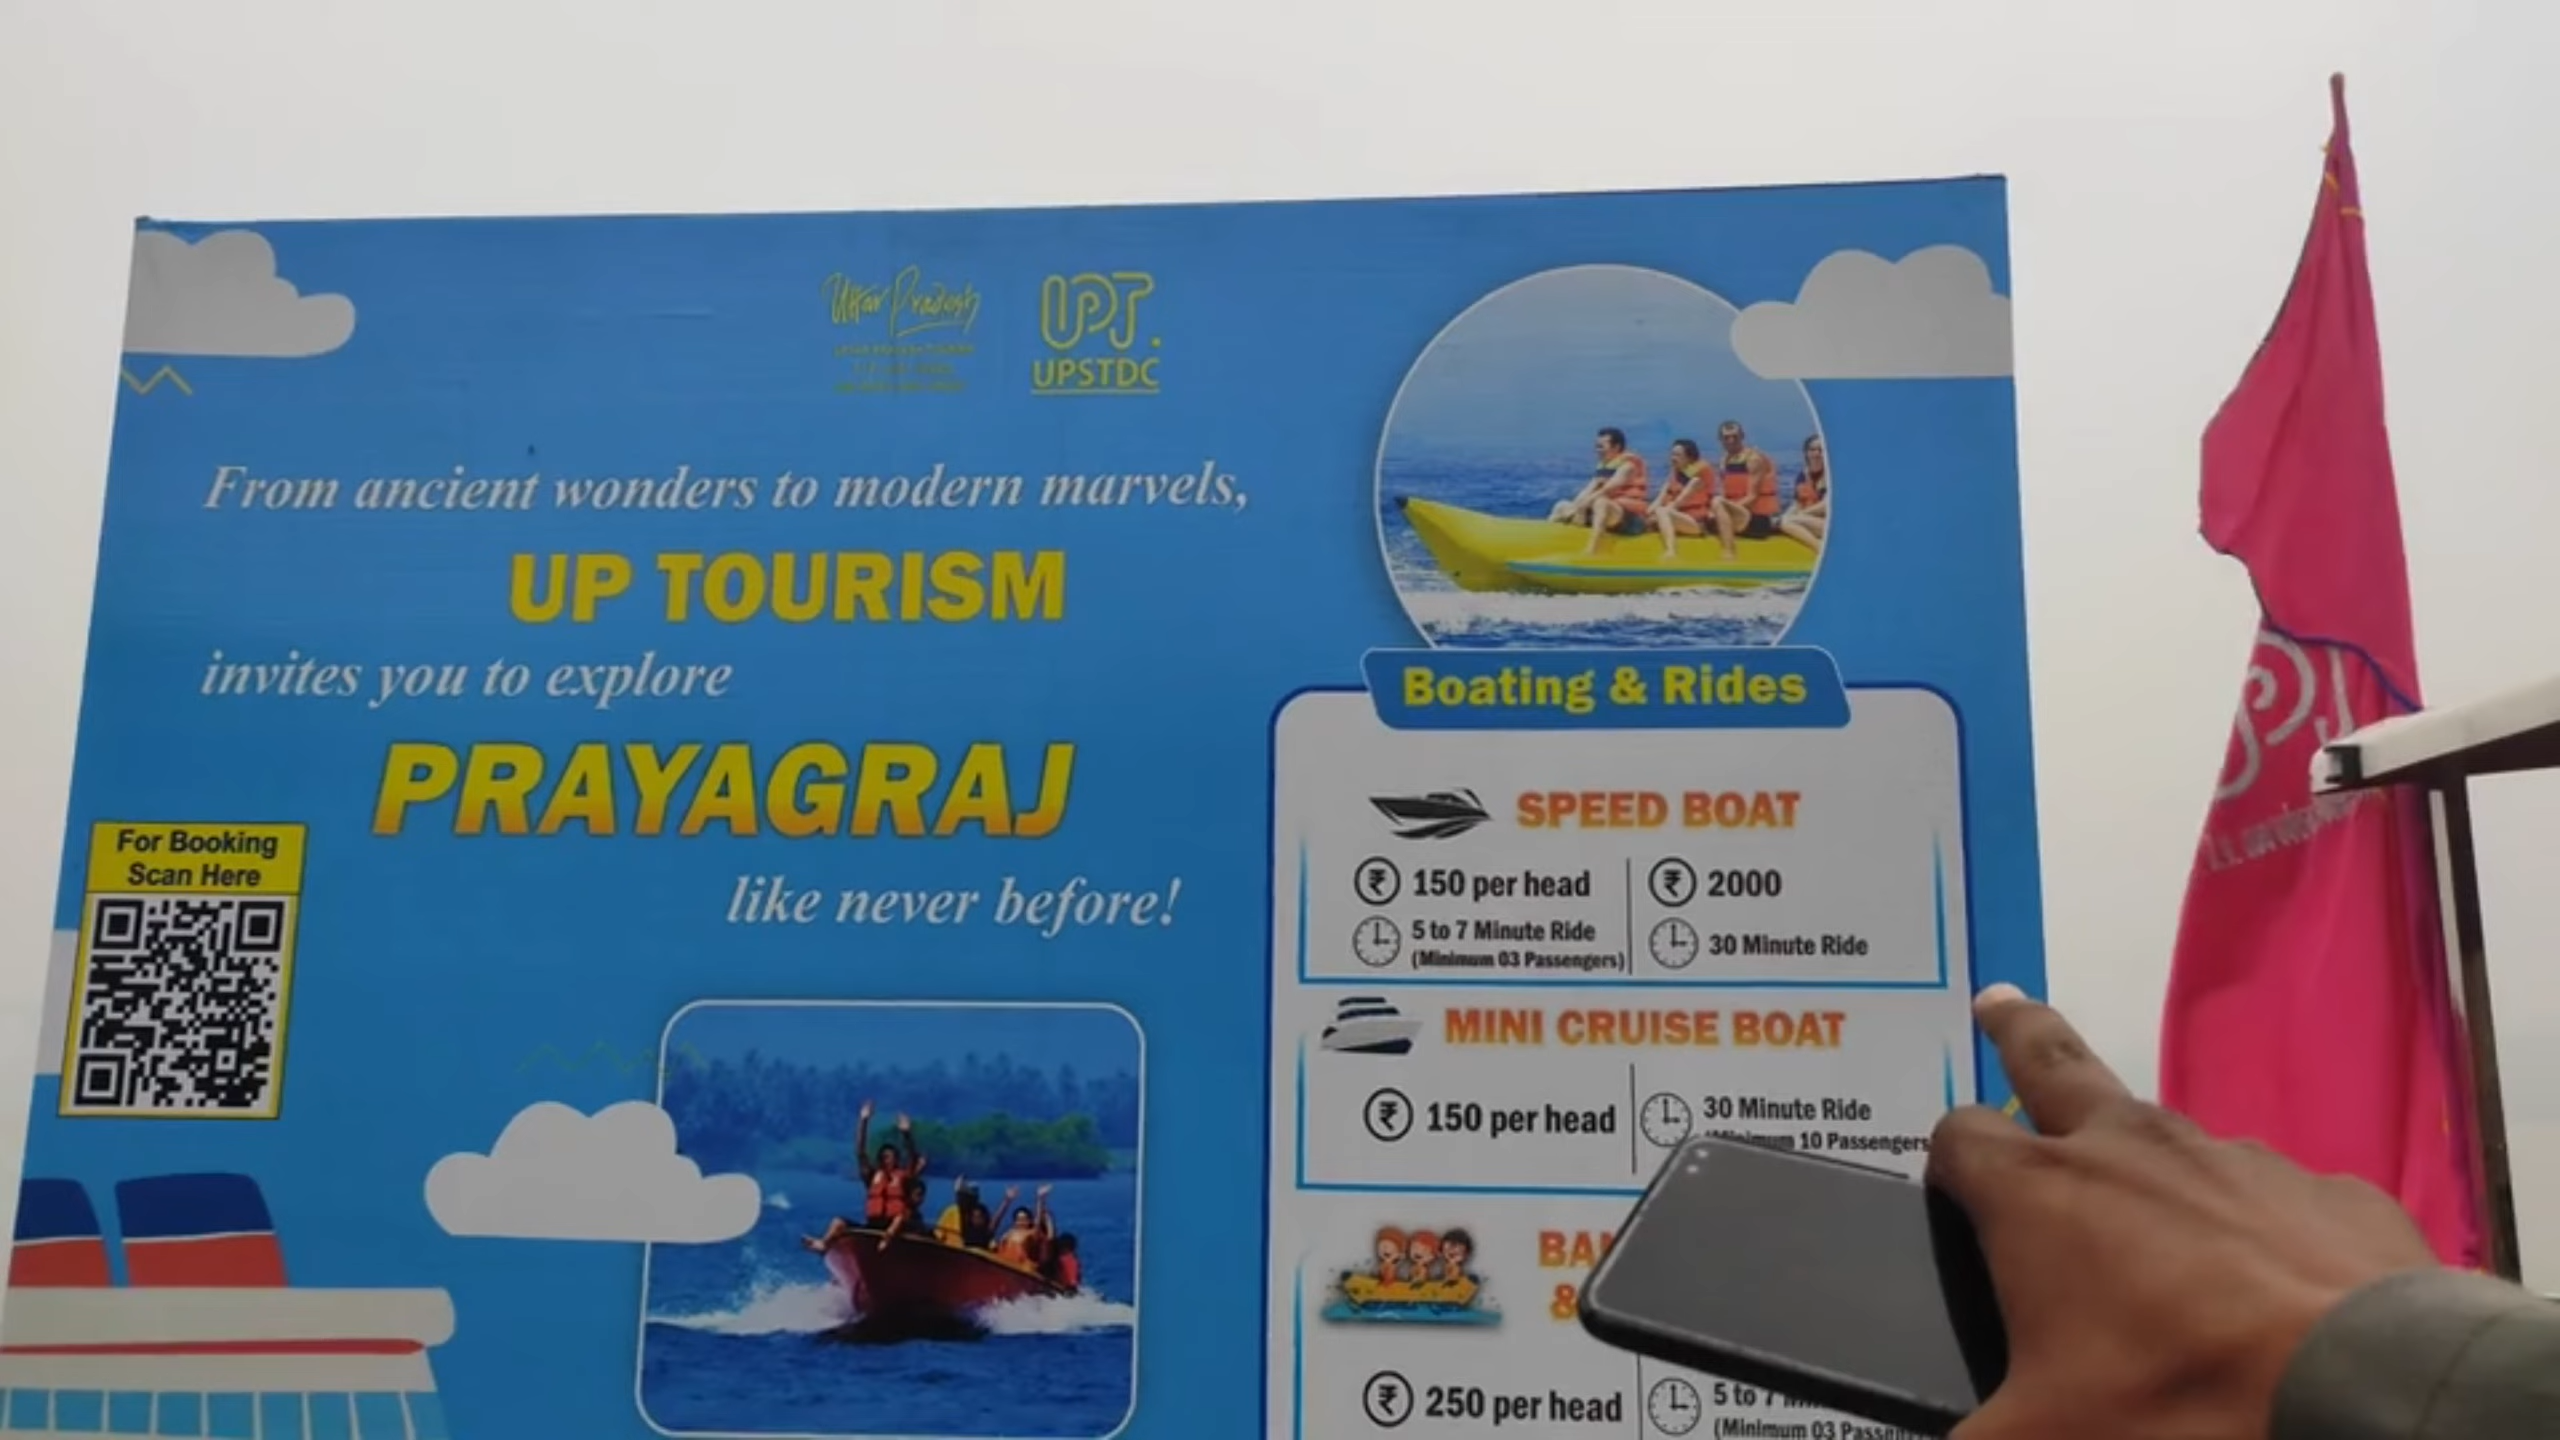 Uttar Pradesh
UPT.
UPSTDC
From ancient wonders to modern marvels,
UP TOURISM
invites you to explore
PRAYAGRAJ
like never before!
For Booking
Scan Here
Boating & Rides
SPEED BOAT
₹ 150 per head
5 to 7 Minute Ride
(Minimum 03 Passengers)
₹ 2000
30 Minute Ride
MINI CRUISE BOAT
₹ 150 per head
30 Minute Ride
10 Passengers
&
₹ 250 per head
5 to 7
(Minimum 03